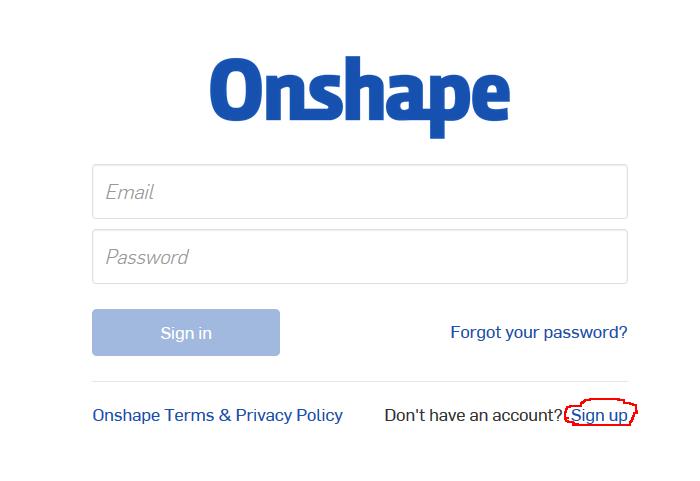 Onshape
Email
Password
Sign in
Forgot your password?
Onshape Terms & Privacy Policy
Don't have an account? Sign up